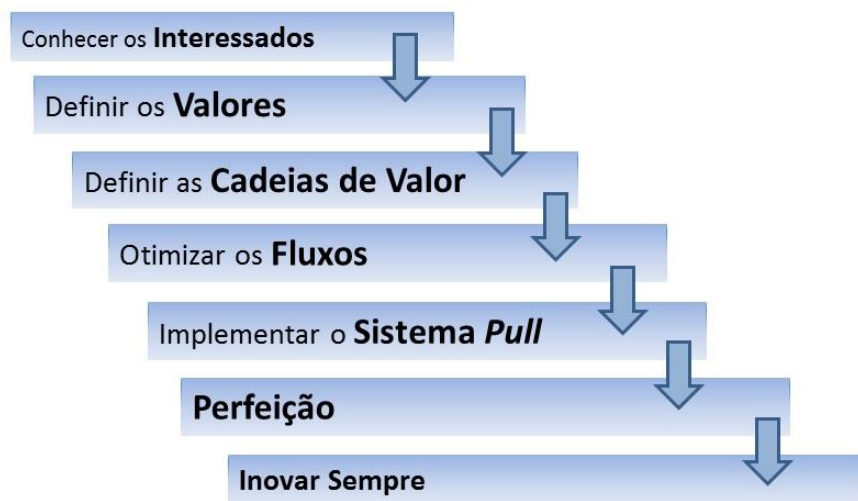 Conhecer os Interessados
Definir os Valores
Definir as Cadeias de Valor
Otimizar os Fluxos
Implementar o Sistema Pull
Perfeição
Inovar Sempre